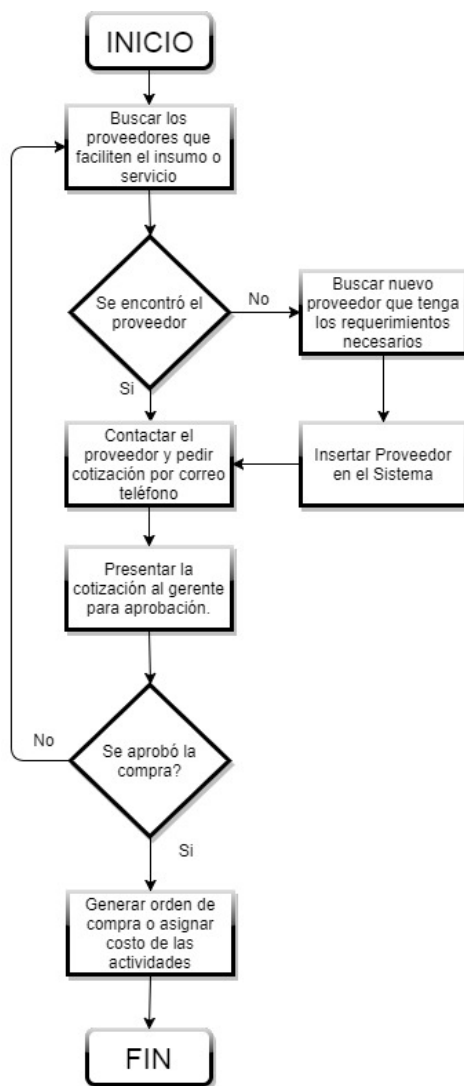 INICIO
Buscar los
proveedores que
faciliten el insumo o
servicio
Se encontró el
proveedor
No
Buscar nuevo
proveedor que tenga
los requerimientos
necesarios
Si
Contactar el
proveedor y pedir
cotización por correo
teléfono
Insertar Proveedor
en el Sistema
Presentar la
cotización al gerente
para aprobación.
Se aprobó la
compra?
No
Si
Generar orden de
compra o asignar
costo de las
actividades
FIN